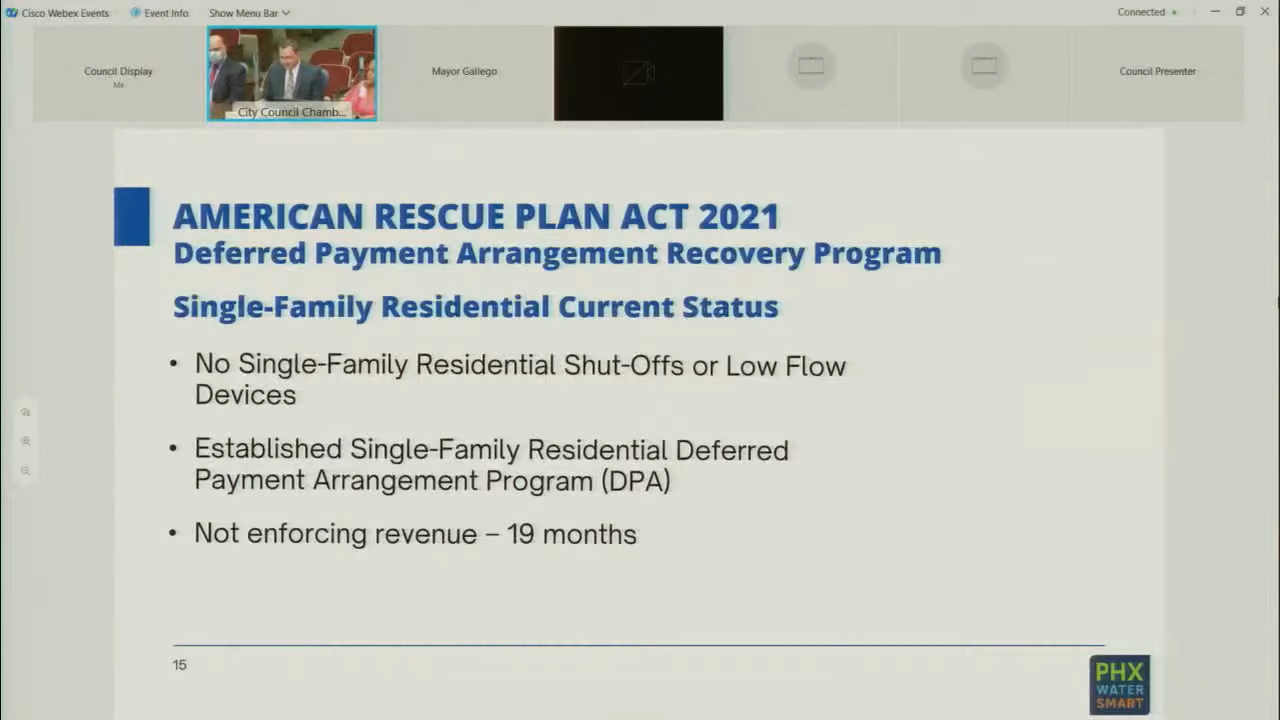 Cisco Webex Events
Event Info
Show Menu Bar
Connected
Council Display
Me
City Council Chamb...
Mayor Gallego
Council Presenter
AMERICAN RESCUE PLAN ACT 2021
Deferred Payment Arrangement Recovery Program
Single-Family Residential Current Status
• No Single-Family Residential Shut-Offs or Low Flow
Devices
• Established Single-Family Residential Deferred
Payment Arrangement Program (DPA)
• Not enforcing revenue – 19 months
15
PHX
WATER
SMART